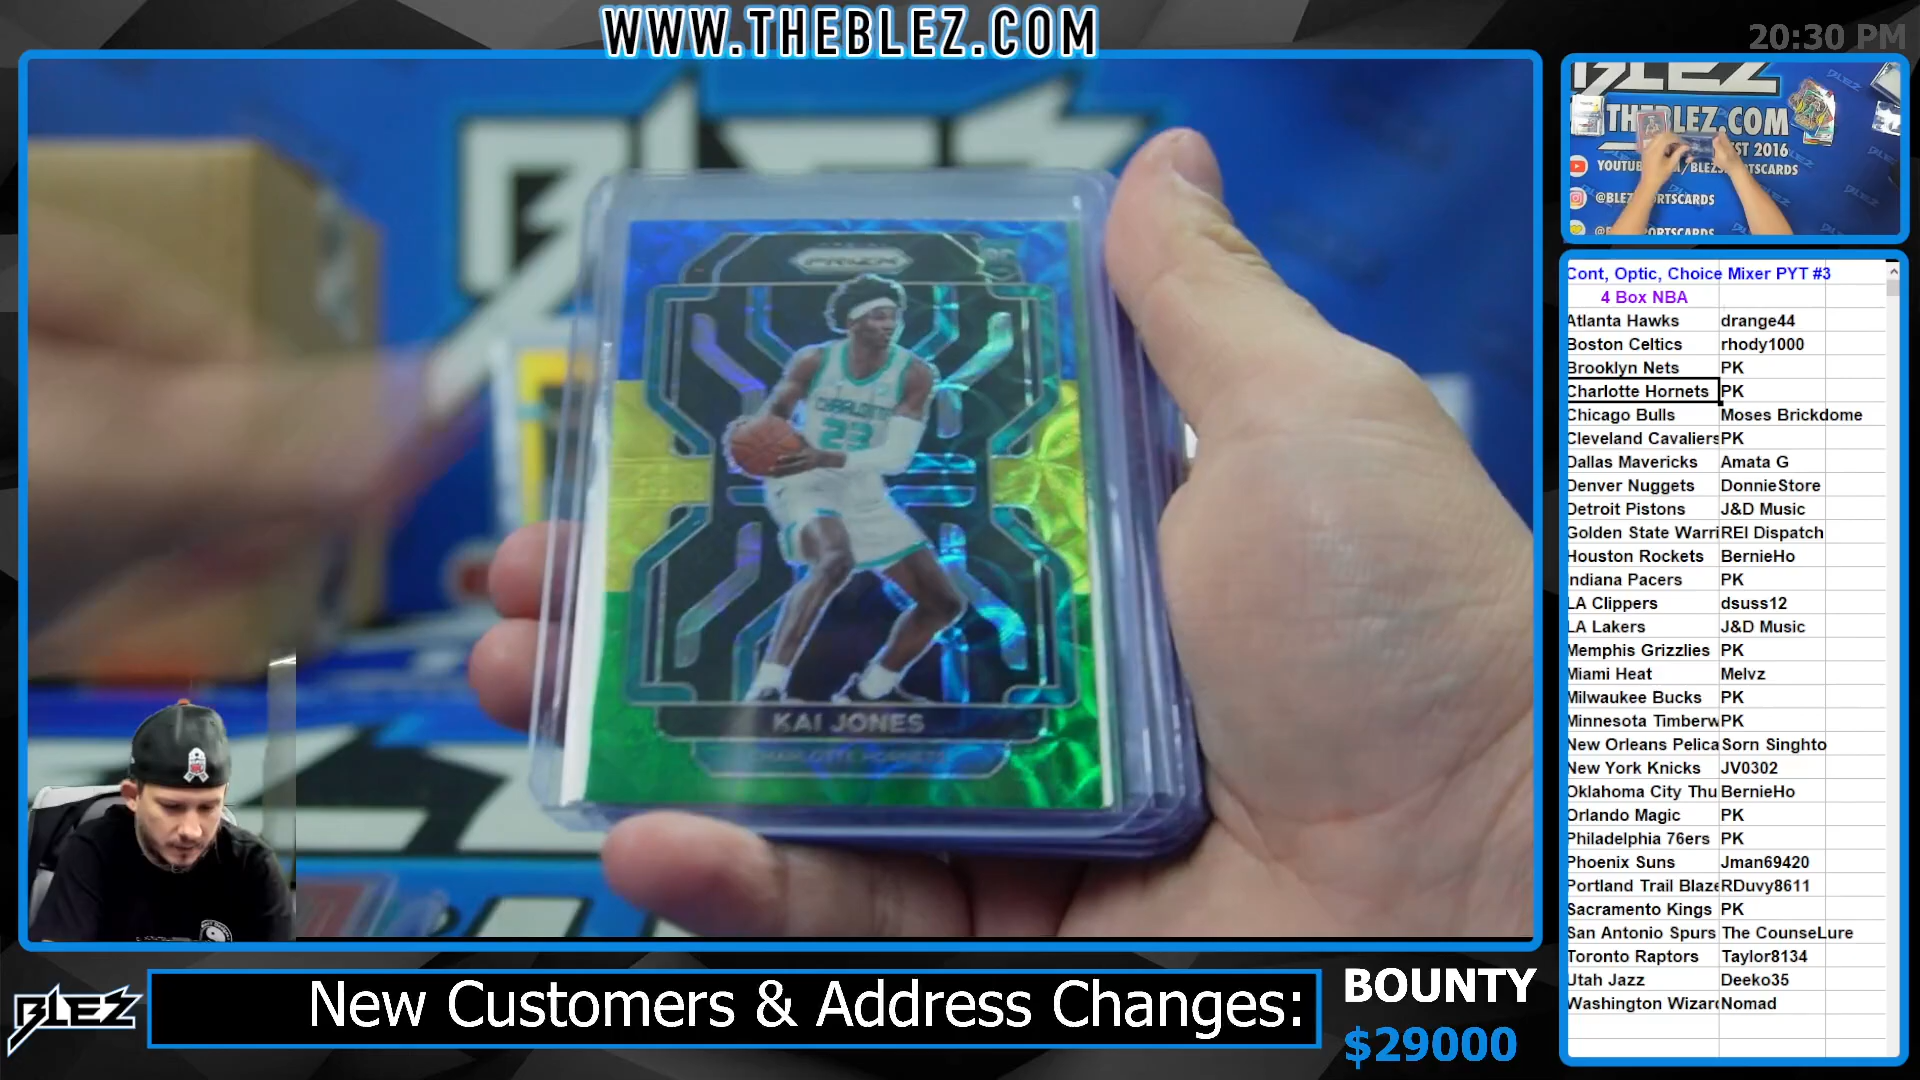 WWW.THEBLEZ.COM
20:30 PM
BLEZ
THEBLEZ.COM
EST 2016
@BLEZSPORTSCARDS
PRIZM
RC
CHARLOTTE
23
KAI JONES
CHARLOTTE HORNETS
Cont, Optic, Choice Mixer PYT #3
4 Box NBA
Atlanta Hawks drange44
Boston Celtics rhody1000
Brooklyn Nets PK
Charlotte Hornets PK
Chicago Bulls Moses Brickdome
Cleveland Cavaliers PK
Dallas Mavericks Amata G
Denver Nuggets DonnieStore
Detroit Pistons J&D Music
Golden State Warri REI Dispatch
Houston Rockets BernieHo
Indiana Pacers PK
LA Clippers dsuss12
LA Lakers J&D Music
Memphis Grizzlies PK
Miami Heat Melvz
Milwaukee Bucks PK
Minnesota Timberw PK
New Orleans Pelica Sorn Singhto
New York Knicks JV0302
Oklahoma City Thu BernieHo
Orlando Magic PK
Philadelphia 76ers PK
Phoenix Suns Jman69420
Portland Trail Blaze RDuvy8611
Sacramento Kings PK
San Antonio Spurs The CounseLure
Toronto Raptors Taylor8134
Utah Jazz Deeko35
Washington Wizard Nomad
BLEZ
New Customers & Address Changes:
BOUNTY
$29000